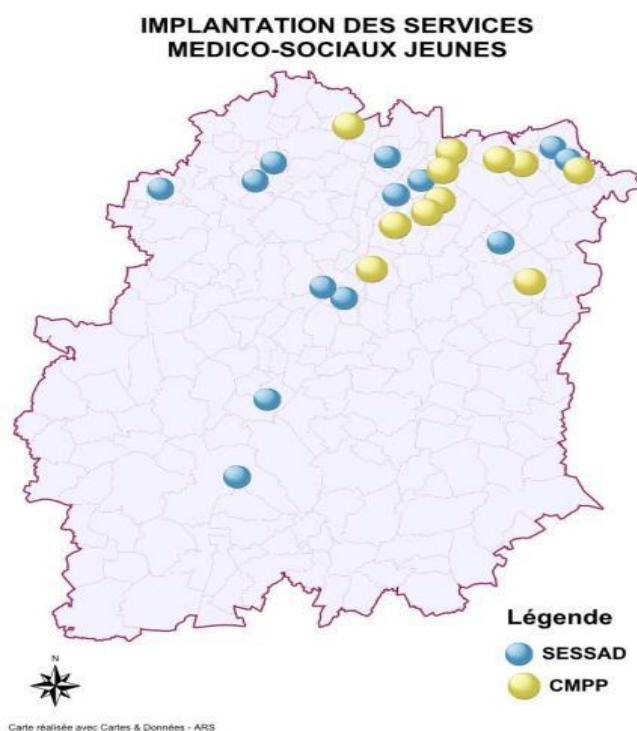 IMPLANTATION DES SERVICES
MEDICO-SOCIAUX JEUNES
Légende
SESSAD
CMPP
N
Carte réalisée avec Cartes & Données - ARS